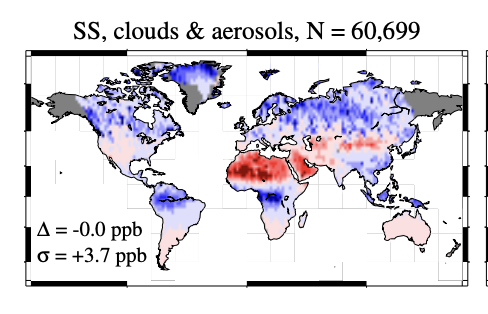 SS, clouds & aerosols, N = 60,699
Δ = -0.0 ppb
σ = +3.7 ppb